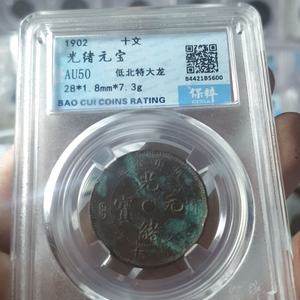 1902 十文
光绪元宝
AU50 低北特大龙
28*1.8mm*7.3g
B4421B5600
保粹
BAO CUI COINS RATING
光
元
寶
緒